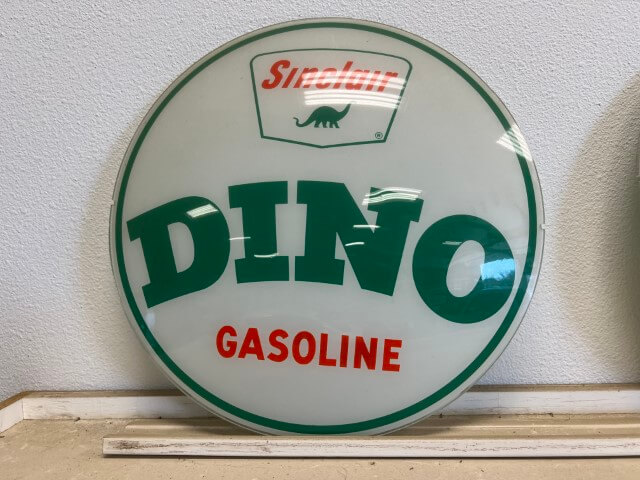 Sinclair
®
DINO
GASOLINE